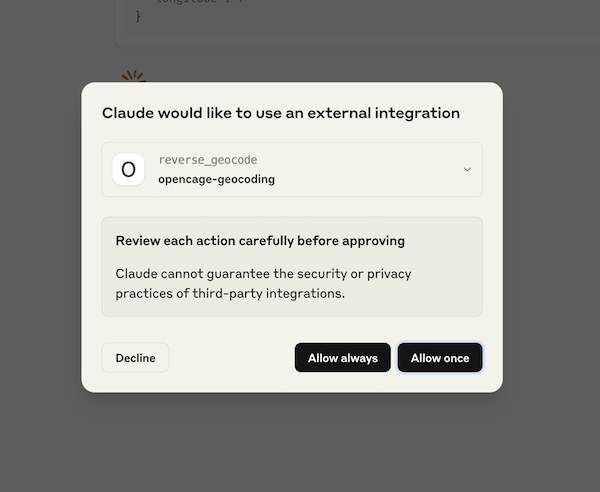 }
Claude would like to use an external integration
O
reverse_geocode
opencage-geocoding
Review each action carefully before approving
Claude cannot guarantee the security or privacy
practices of third-party integrations.
Decline
Allow always
Allow once